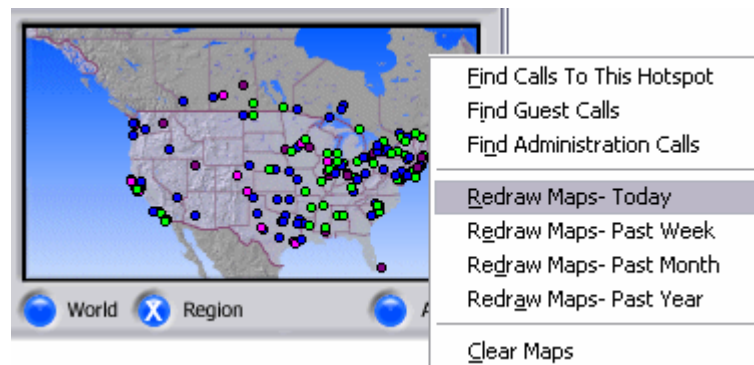 Find Calls To This Hotspot
Find Guest Calls
Find Administration Calls
Redraw Maps- Today
Redraw Maps- Past Week
Redraw Maps- Past Month
Redraw Maps- Past Year
Clear Maps
World
X Region